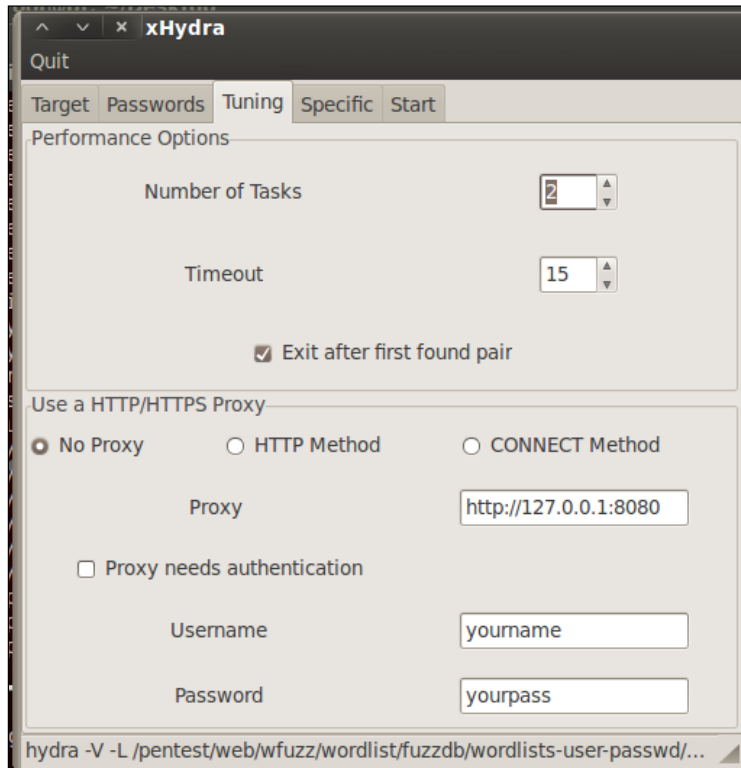 xHydra
Quit
Target Passwords Tuning Specific Start
Performance Options
Number of Tasks 2
Timeout 15
Exit after first found pair
Use a HTTP/HTTPS Proxy
No Proxy HTTP Method CONNECT Method
Proxy http://127.0.0.1:8080
Proxy needs authentication
Username yourname
Password yourpass
hydra -V -L /pentest/web/wfuzz/wordlist/fuzzdb/wordlists-user-passwd/...